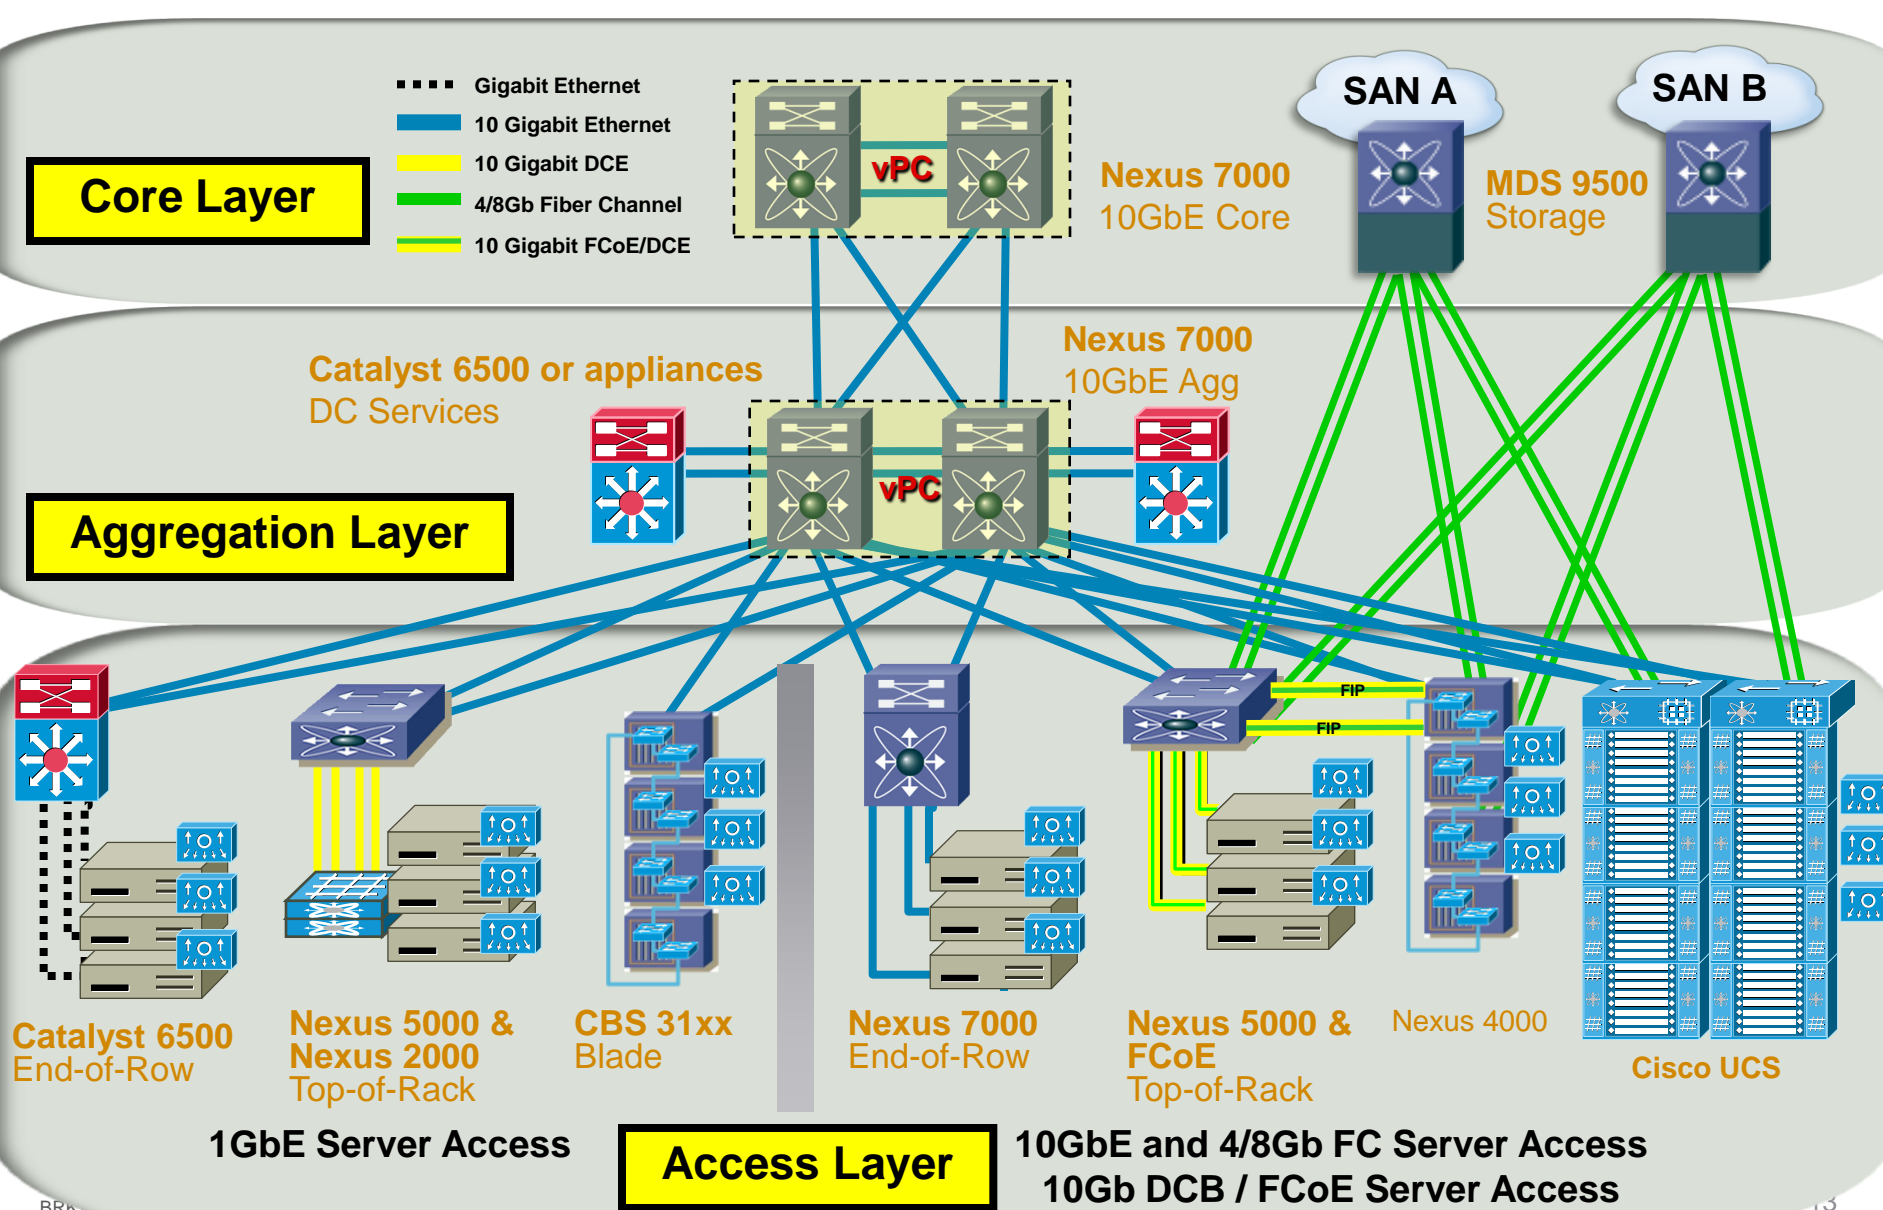 Gigabit Ethernet
10 Gigabit Ethernet
10 Gigabit DCE
4/8Gb Fiber Channel
10 Gigabit FCoE/DCE
Core Layer
vPC
Nexus 7000
10GbE Core
SAN A
SAN B
MDS 9500
Storage
Catalyst 6500 or appliances
DC Services
Nexus 7000
10GbE Agg
vPC
Aggregation Layer
FIP
FIP
Catalyst 6500
End-of-Row
Nexus 5000 &
Nexus 2000
Top-of-Rack
CBS 31xx
Blade
Nexus 7000
End-of-Row
Nexus 5000 &
FCoE
Top-of-Rack
Nexus 4000
Cisco UCS
1GbE Server Access
Access Layer
10GbE and 4/8Gb FC Server Access
10Gb DCB / FCoE Server Access